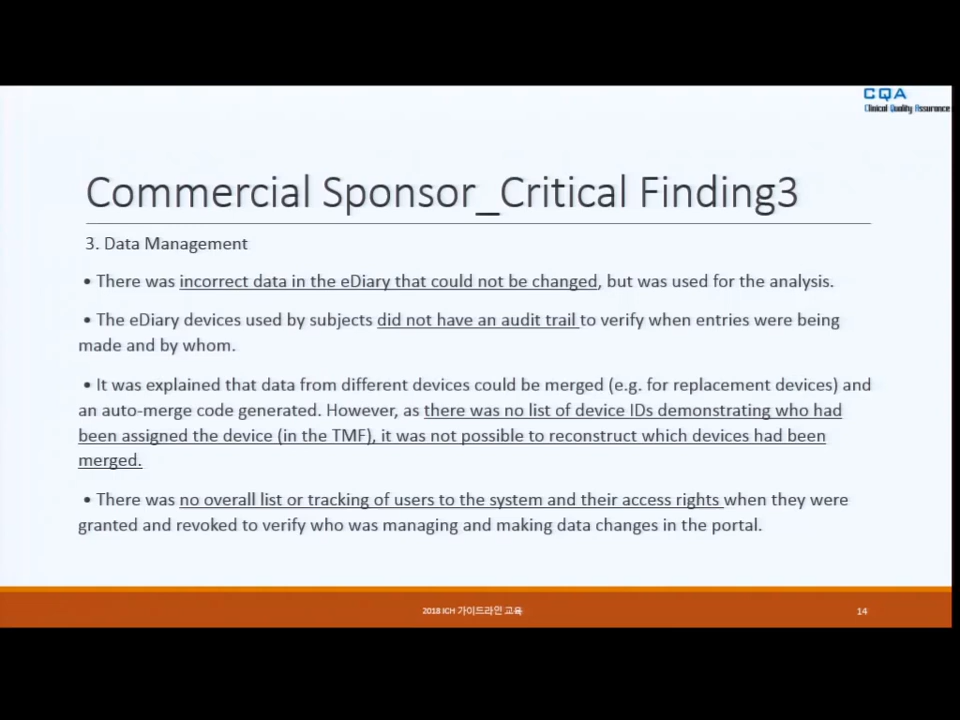 CQA
Clinical Quality Assurance
Commercial Sponsor_Critical Finding3
3. Data Management
• There was incorrect data in the eDiary that could not be changed, but was used for the analysis.
• The eDiary devices used by subjects did not have an audit trail to verify when entries were being
made and by whom.
• It was explained that data from different devices could be merged (e.g. for replacement devices) and
an auto-merge code generated. However, as there was no list of device IDs demonstrating who had
been assigned the device (in the TMF), it was not possible to reconstruct which devices had been
merged.
• There was no overall list or tracking of users to the system and their access rights when they were
granted and revoked to verify who was managing and making data changes in the portal.
2018 ICH 가이드라인 교육
14